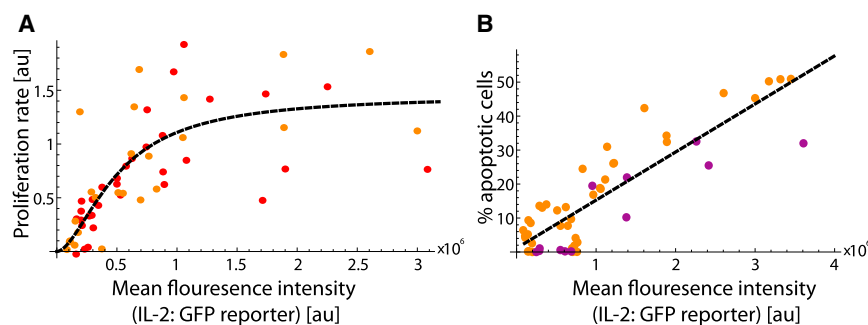 A
Proliferation rate [au]
1.5
1
0.5
0.5
1
1.5
2
2.5
3
x10⁶
Mean flouresence intensity
(IL-2: GFP reporter) [au]
B
% apoptotic cells
50
40
30
20
10
1
2
3
4
x10⁶
Mean flouresence intensity
(IL-2: GFP reporter) [au]